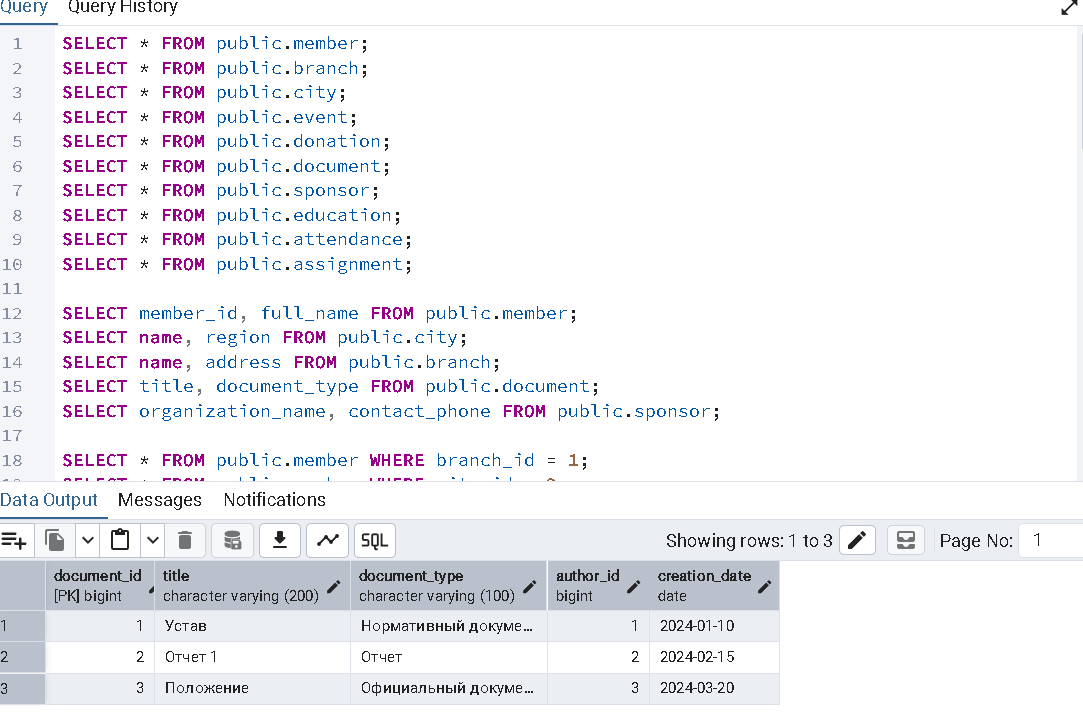 Query Query History
1 SELECT * FROM public.member;
2 SELECT * FROM public.branch;
3 SELECT * FROM public.city;
4 SELECT * FROM public.event;
5 SELECT * FROM public.donation;
6 SELECT * FROM public.document;
7 SELECT * FROM public.sponsor;
8 SELECT * FROM public.education;
9 SELECT * FROM public.attendance;
10 SELECT * FROM public.assignment;
11
12 SELECT member_id, full_name FROM public.member;
13 SELECT name, region FROM public.city;
14 SELECT name, address FROM public.branch;
15 SELECT title, document_type FROM public.document;
16 SELECT organization_name, contact_phone FROM public.sponsor;
17
18 SELECT * FROM public.member WHERE branch_id = 1;
Data Output Messages Notifications
SQL Showing rows: 1 to 3 Page No: 1
document_id title document_type author_id creation_date
[PK] bigint character varying (200) character varying (100) bigint date
1 1 Устав Нормативный докуме... 1 2024-01-10
2 2 Отчет 1 Отчет 2 2024-02-15
3 3 Положение Официальный докуме... 3 2024-03-20